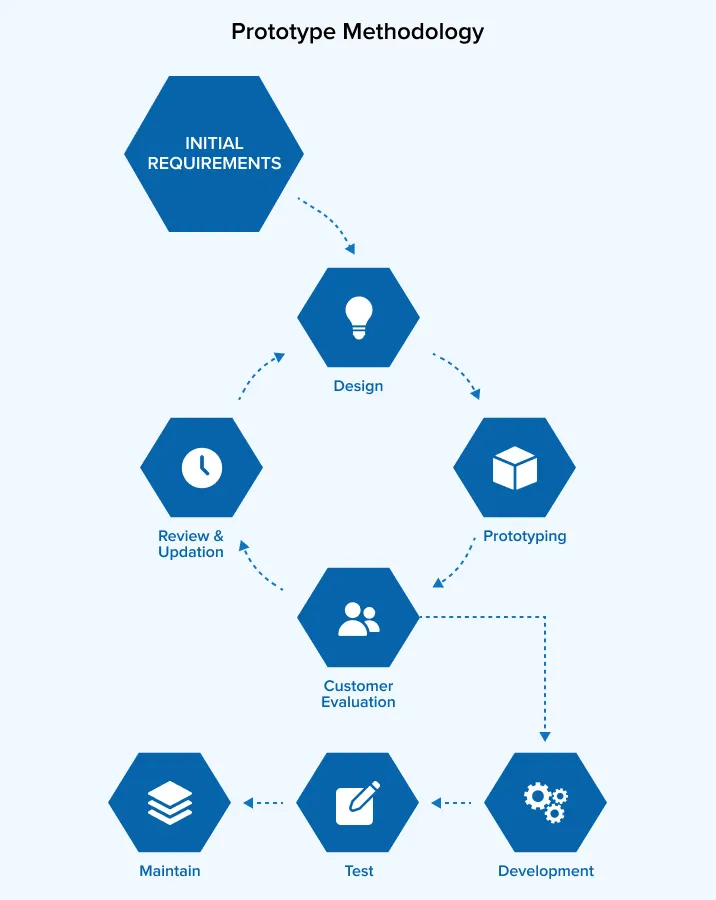 Prototype Methodology
INITIAL
REQUIREMENTS
Design
Review &
Updation
Prototyping
Customer
Evaluation
Maintain
Test
Development